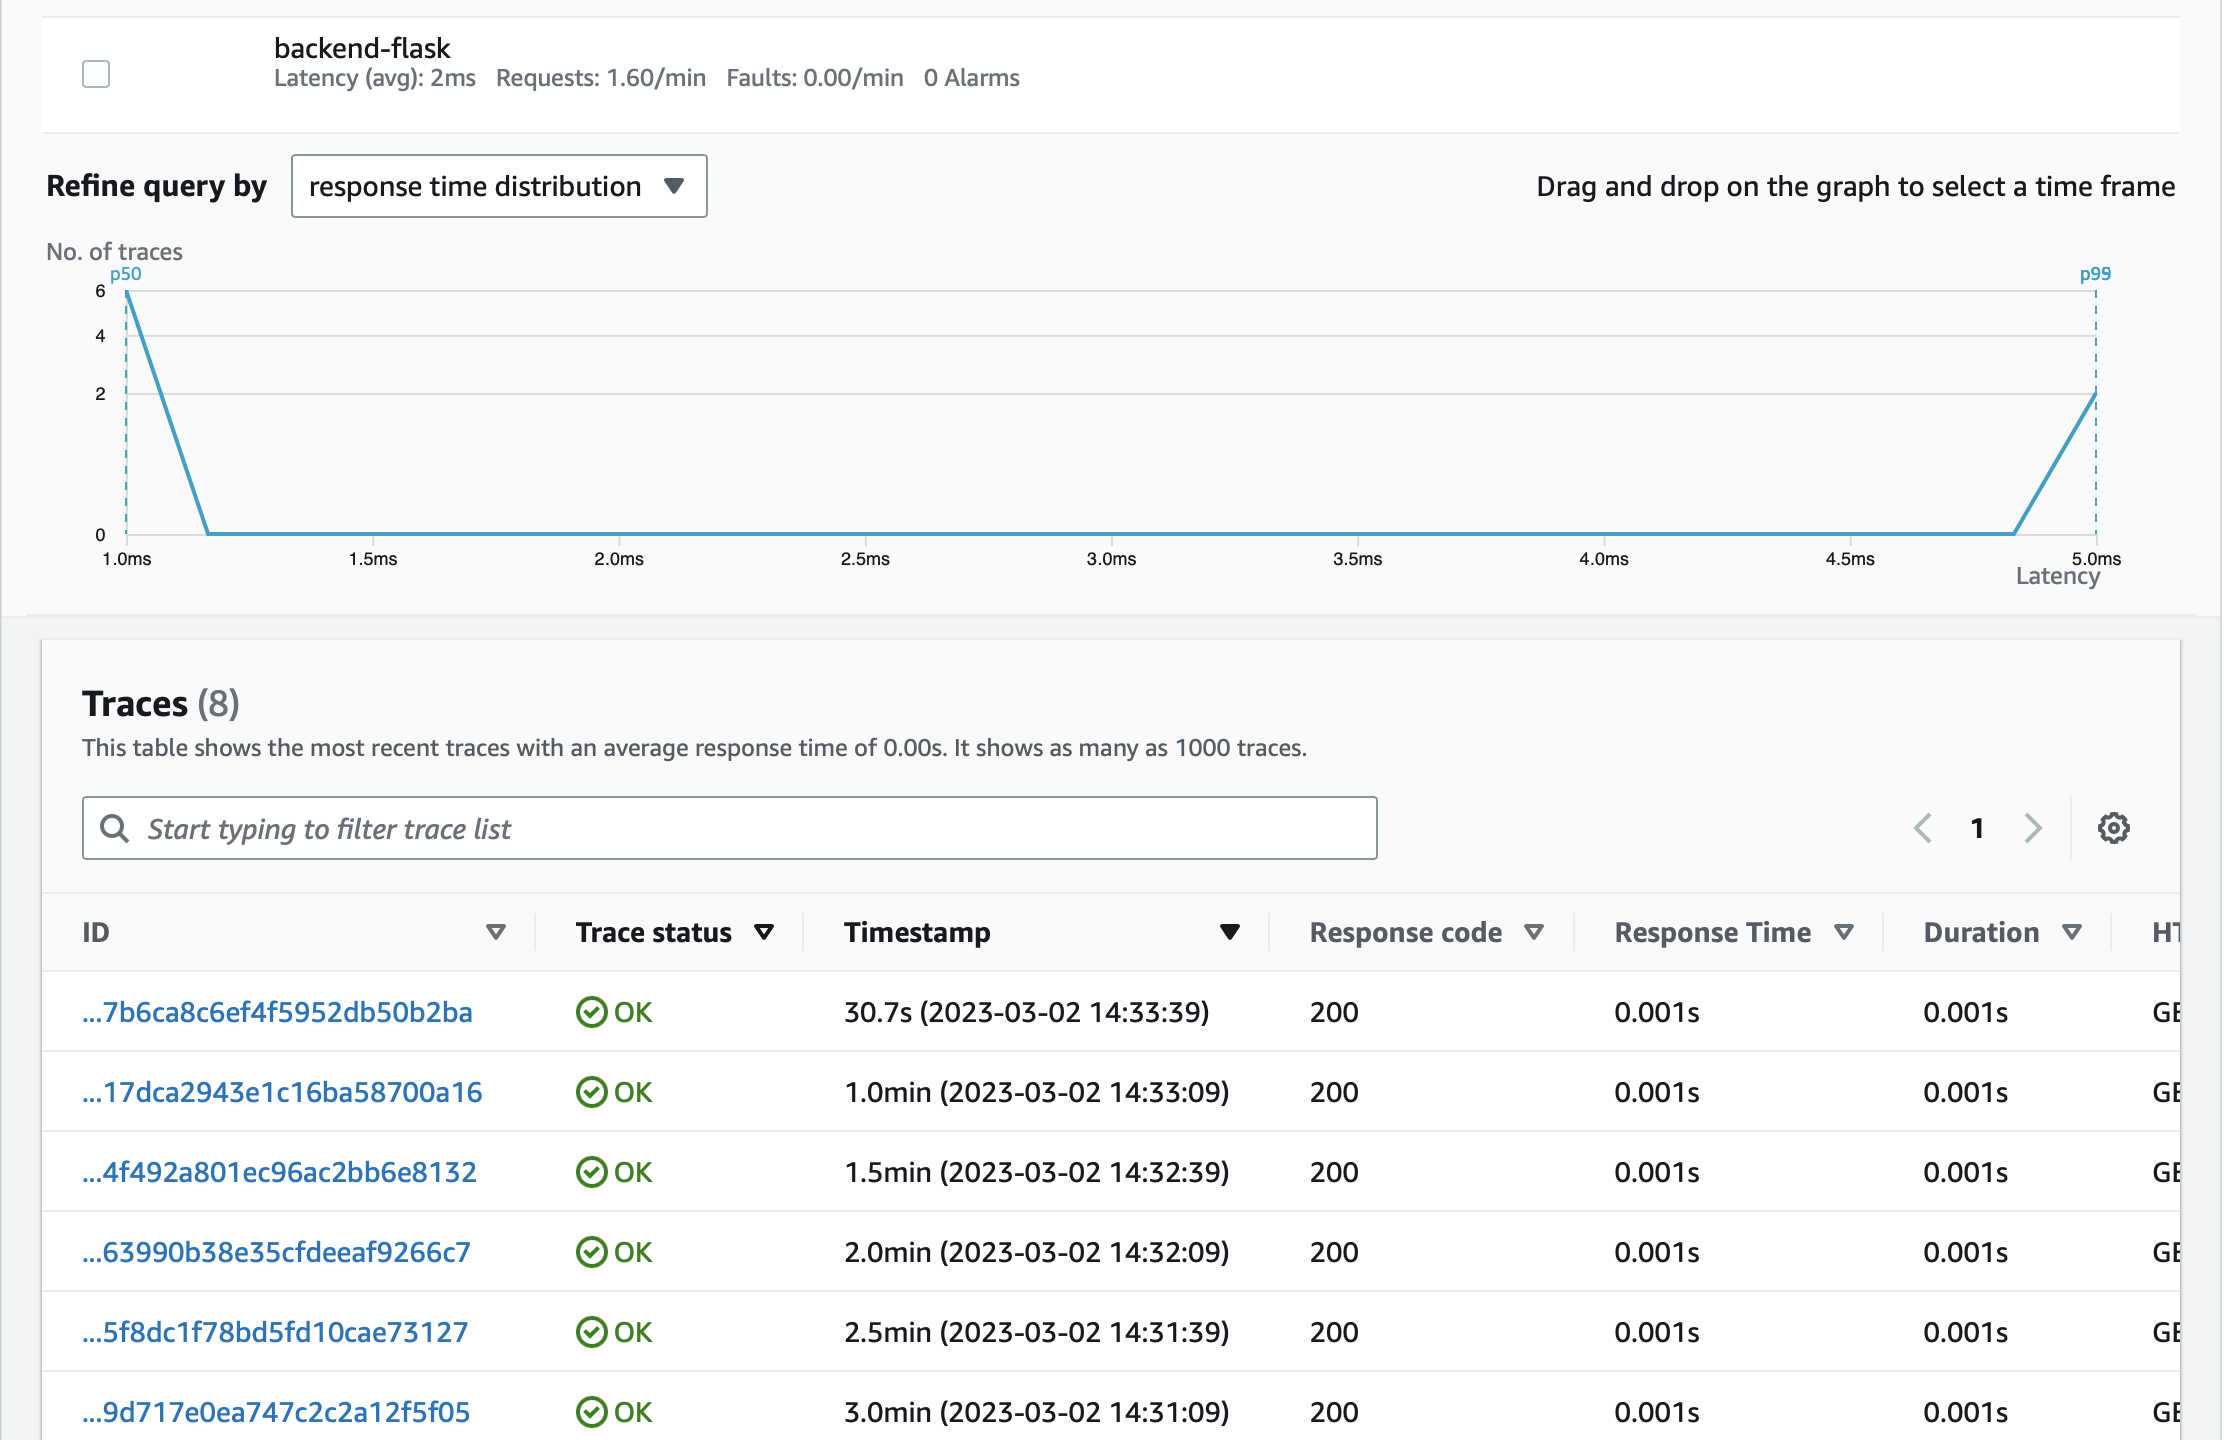 backend-flask
Latency (avg): 2ms Requests: 1.60/min Faults: 0.00/min 0 Alarms
Refine query by response time distribution Drag and drop on the graph to select a time frame
No. of traces
p50
6
4
2
0
1.0ms 1.5ms 2.0ms 2.5ms 3.0ms 3.5ms 4.0ms 4.5ms 5.0ms
Latency
Traces (8)
This table shows the most recent traces with an average response time of 0.00s. It shows as many as 1000 traces.
Start typing to filter trace list 1
ID Trace status Timestamp Response code Response Time Duration
...7b6ca8c6ef4f5952db50b2ba OK 30.7s (2023-03-02 14:33:39) 200 0.001s 0.001s
...17dca2943e1c16ba58700a16 OK 1.0min (2023-03-02 14:33:09) 200 0.001s 0.001s
...4f492a801ec96ac2bb6e8132 OK 1.5min (2023-03-02 14:32:39) 200 0.001s 0.001s
...63990b38e35cfdeeaf9266c7 OK 2.0min (2023-03-02 14:32:09) 200 0.001s 0.001s
...5f8dc1f78bd5fd10cae73127 OK 2.5min (2023-03-02 14:31:39) 200 0.001s 0.001s
...9d717e0ea747c2c2a12f5f05 OK 3.0min (2023-03-02 14:31:09) 200 0.001s 0.001s